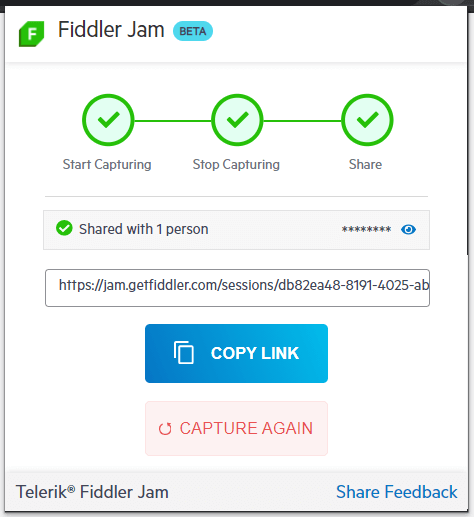 Fiddler Jam BETA
Start Capturing Stop Capturing Share
Shared with 1 person ********
https://jam.getfiddler.com/sessions/db82ea48-8191-4025-ab
COPY LINK
CAPTURE AGAIN
Telerik® Fiddler Jam Share Feedback